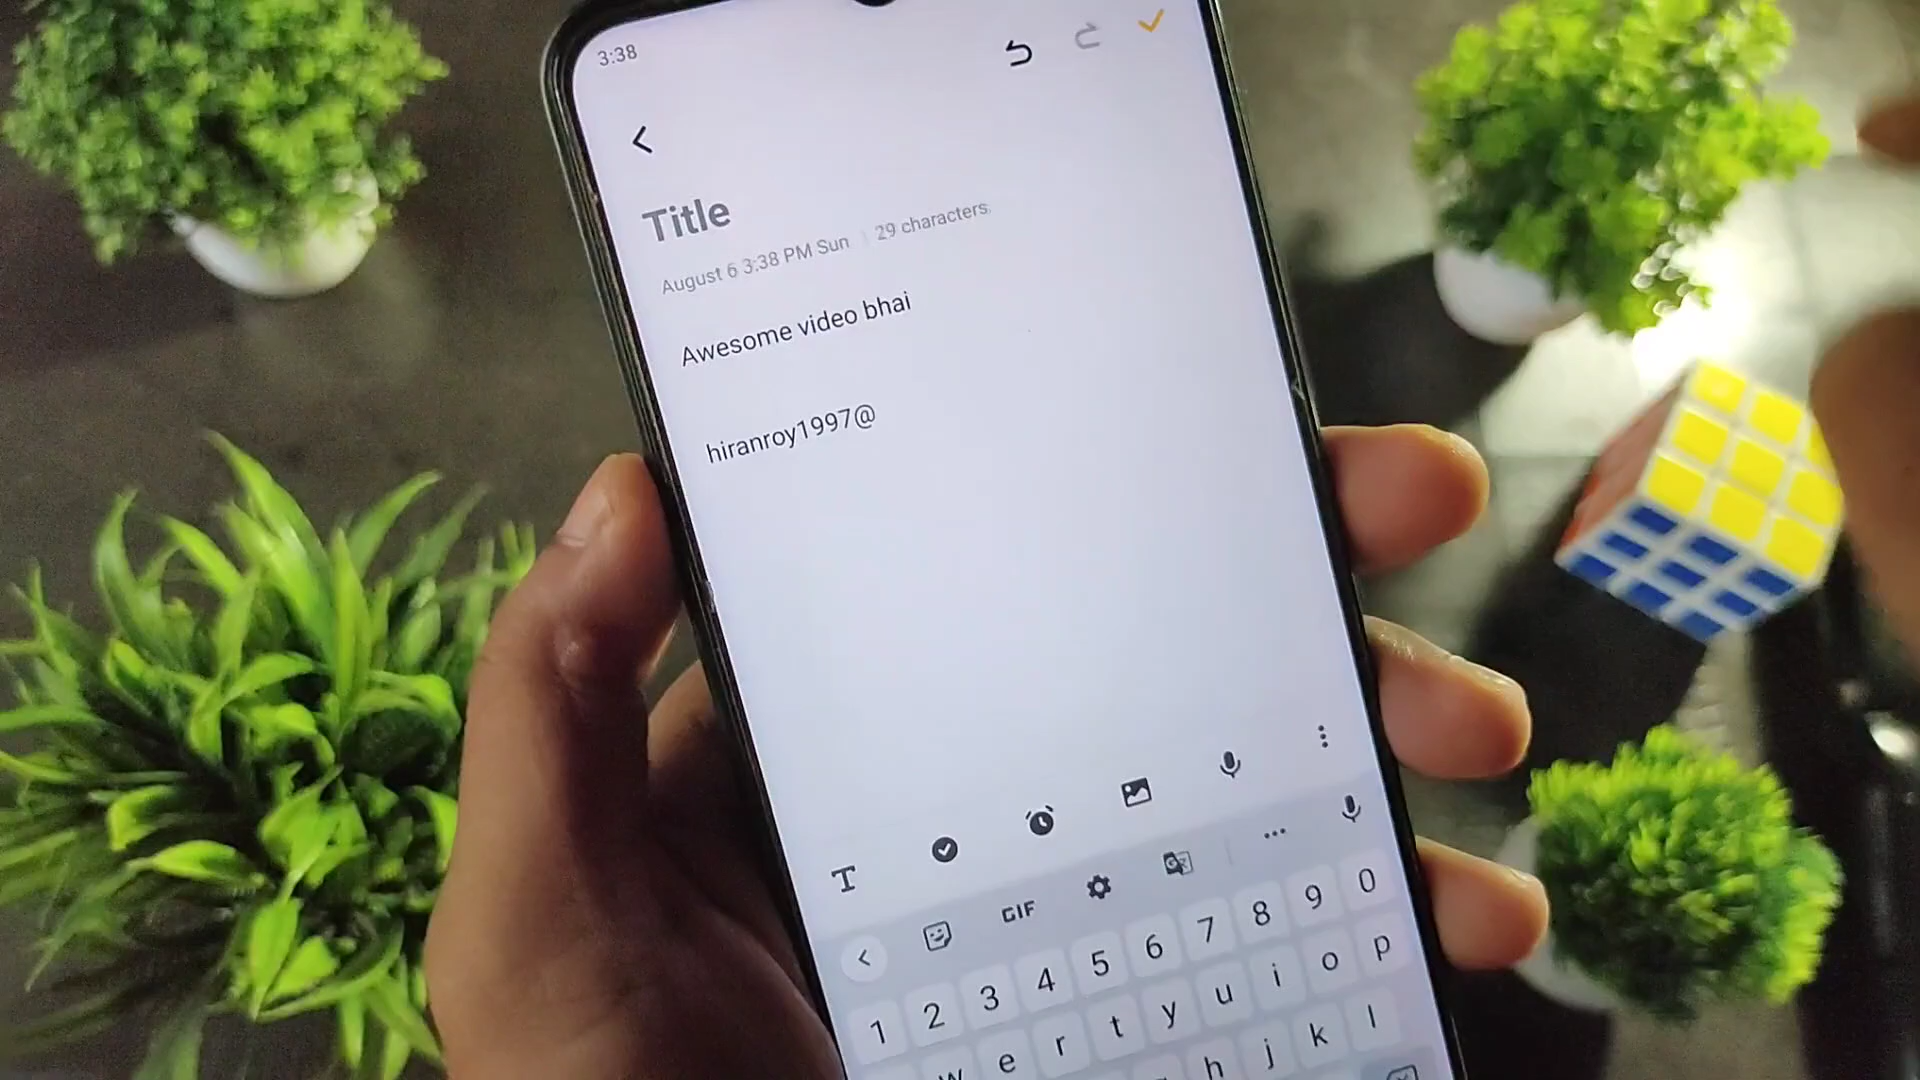 3:38
Title
August 6 3:38 PM Sun | 29 characters
Awesome video bhai
hiranroy1997@
T
GIF
1 2 3 4 5 6 7 8 9 0
w e r t y u i o p
h j k l